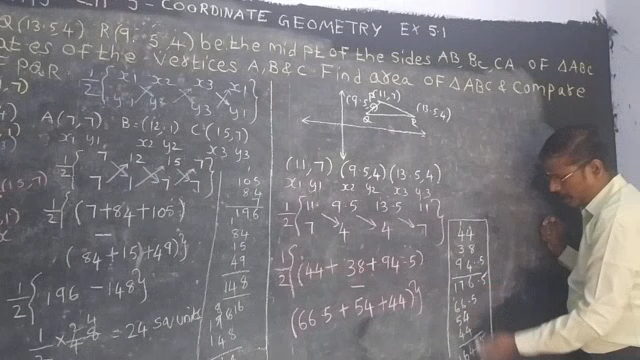 5 - COORDINATE GEOMETRY EX 5.1
Q(13.5,4) R(9.5,4) be the mid pt of the sides AB, BC, CA OF ΔABC
ates of the vertices A, B & C Find area OF ΔABC & Compare
PQR
1/2 { x1 x2 x3 x1
y1 y2 y3 y1 }
A(7,7) B=(12,1) C(15,7)
x1 y1 x2 y2 x3 y3
1/2 { 7 12 15 7
7 1 7 7 }
1/2 { (7+84+105)
–
(84+15+49) }
1/2 { 196 - 148 }
1/2 × 48 = 24 sq units
105
84
196
84
15
49
148
196
148
(9.5
P(11,7)
(13.5,4)
Q
R
(11,7) (9.5,4) (13.5,4)
x1 y1 x2 y2 x3 y3
1/2 { 11 9.5 13.5 11
7 4 4 7 }
1/2 { (44+38+94.5)
–
(66.5+54+44) }
44
38
94.5
176.5
66.5
54
44